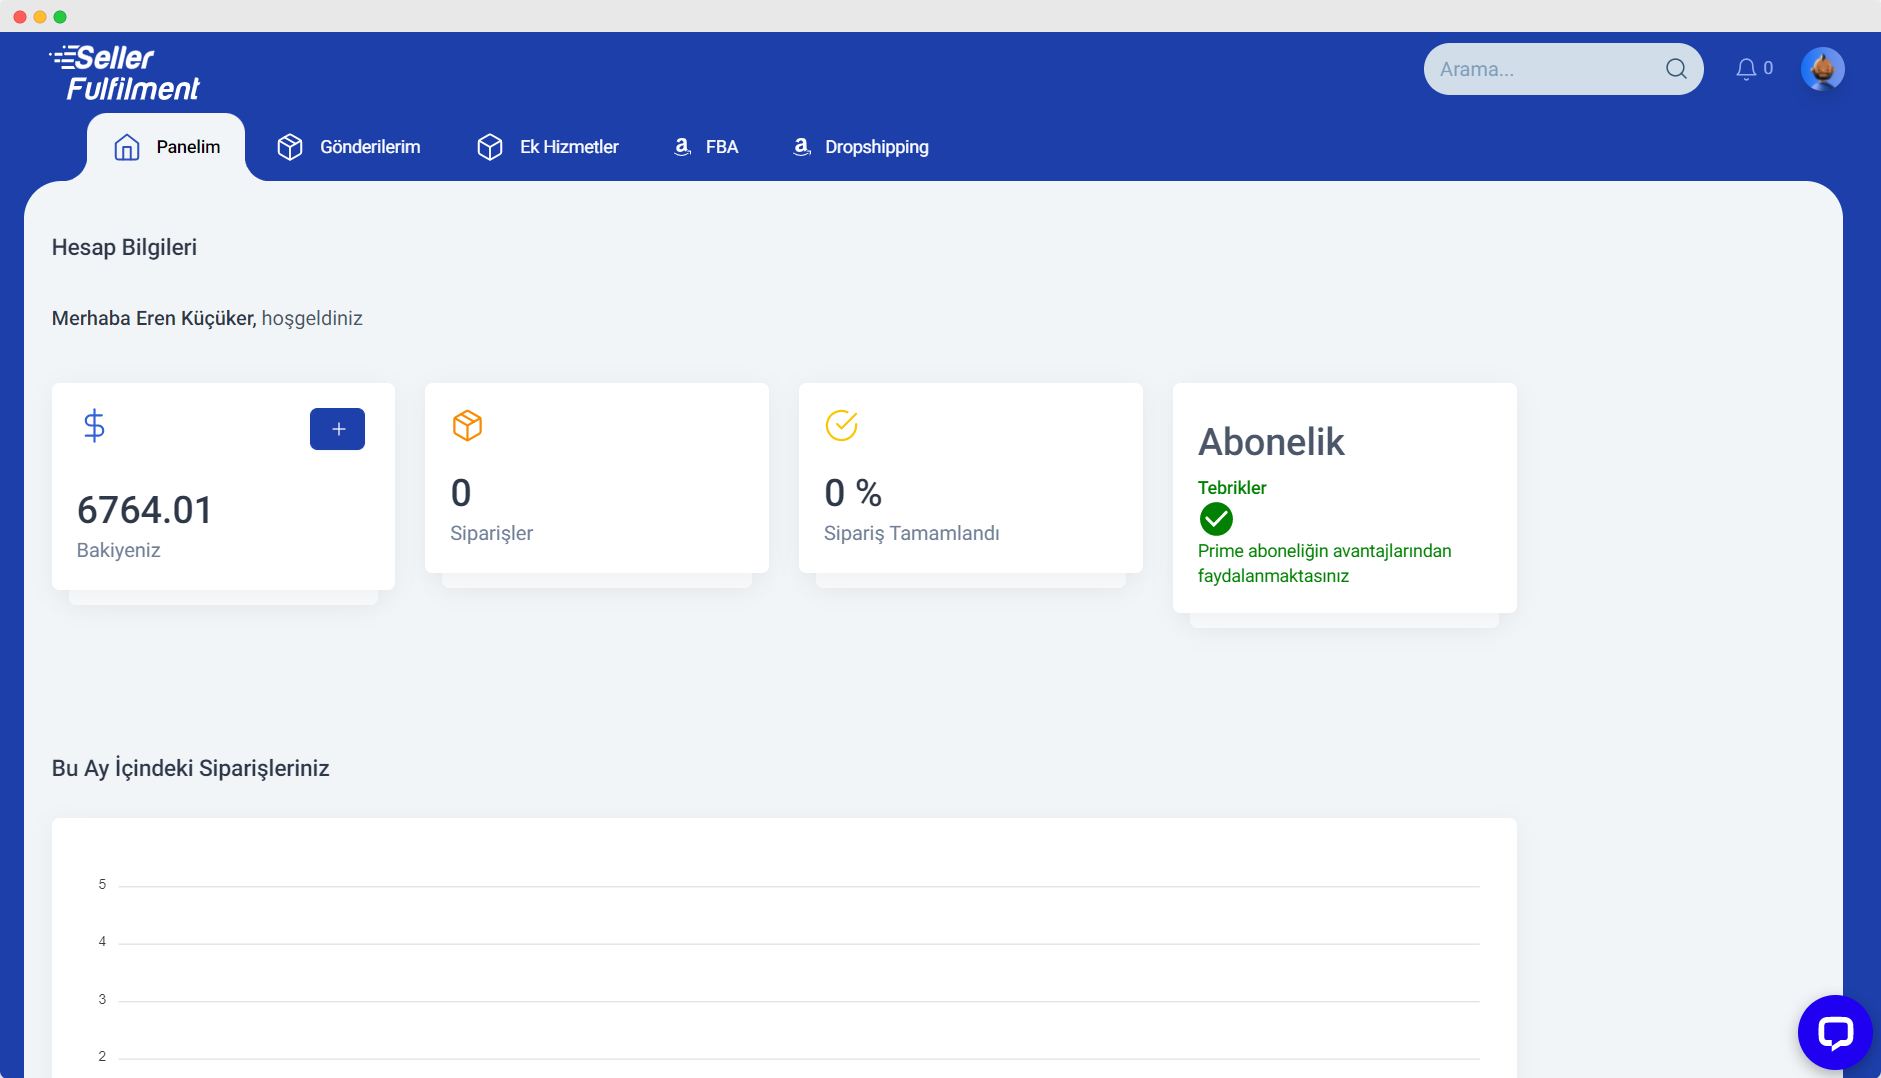 Seller
Fulfilment
Arama...
0
Panelim
Gönderilerim
Ek Hizmetler
FBA
Dropshipping
Hesap Bilgileri
Merhaba Eren Küçüker, hoşgeldiniz
6764.01
Bakiyeniz
0
Siparişler
0 %
Sipariş Tamamlandı
Abonelik
Tebrikler
Prime aboneliğin avantajlarından
faydalanmaktasınız
Bu Ay İçindeki Siparişleriniz
5
4
3
2